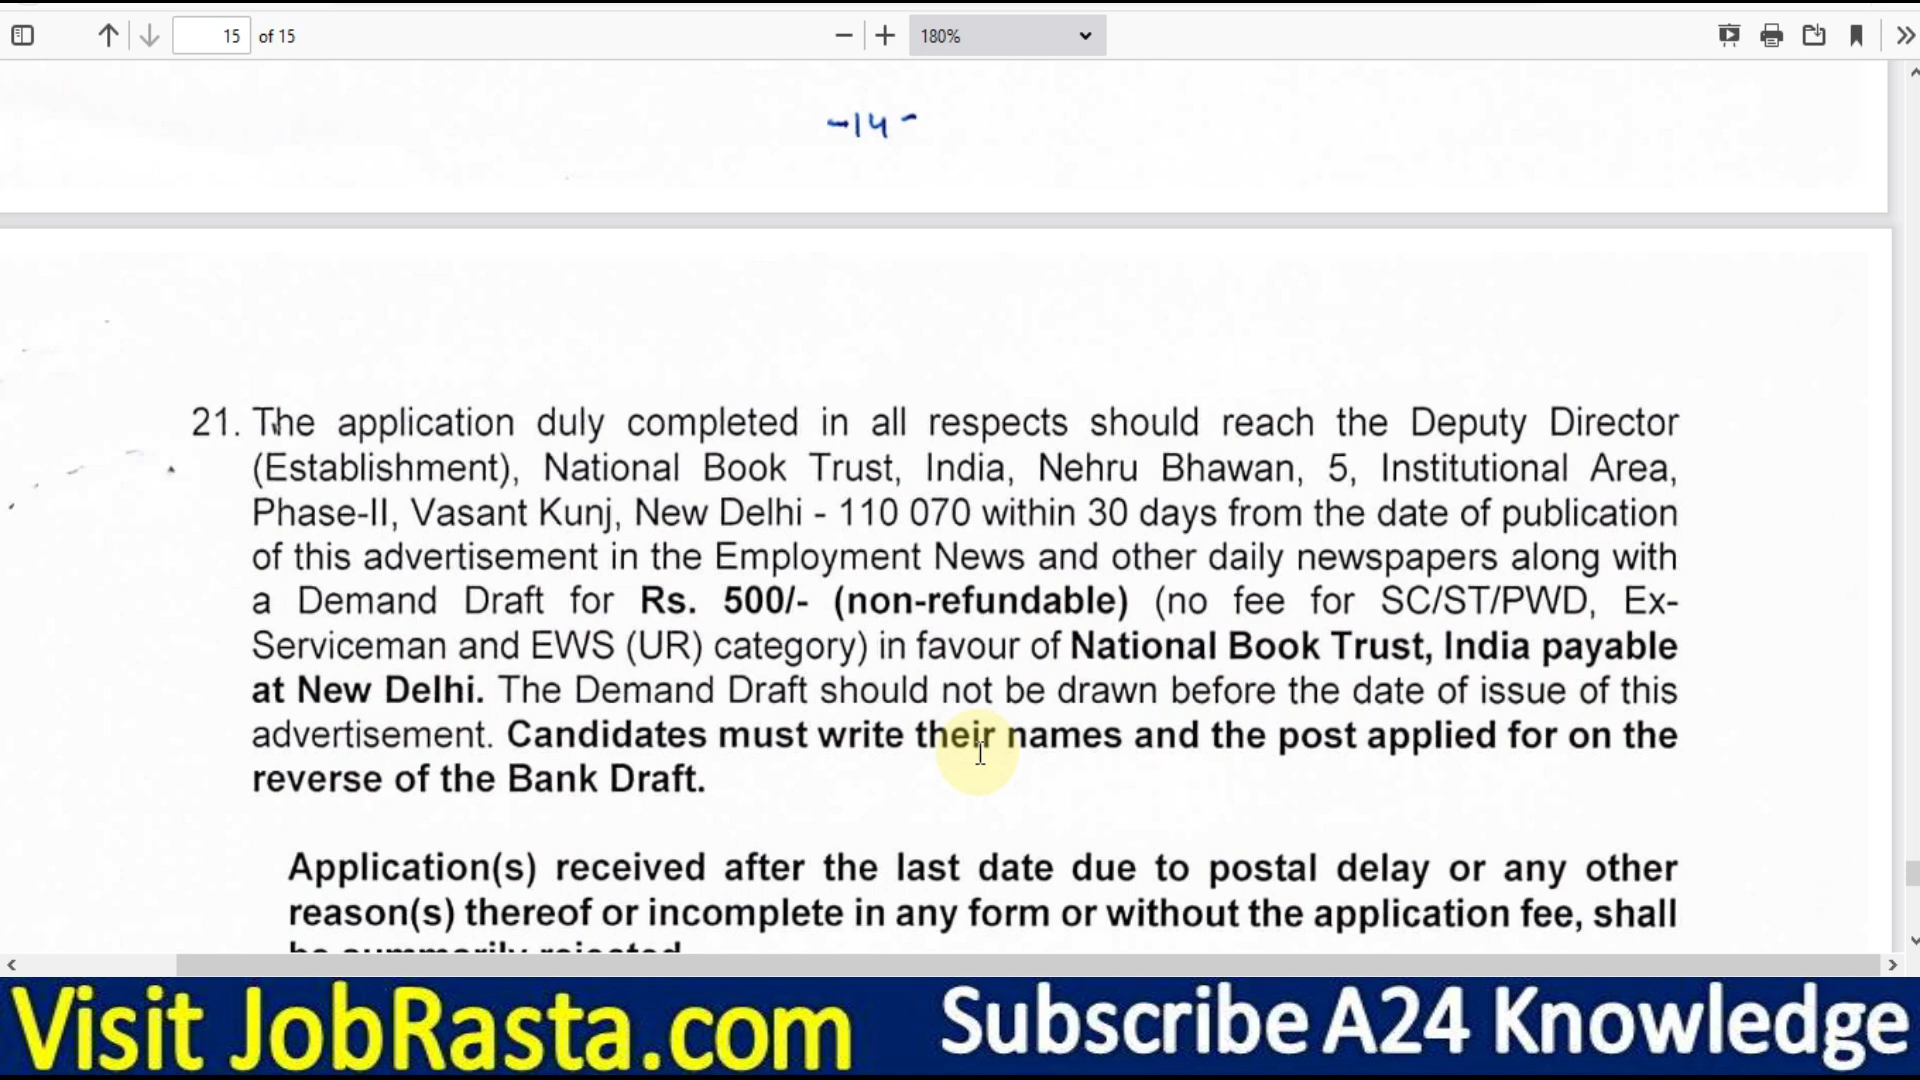 15 of 15
180%
-14-
21. The application duly completed in all respects should reach the Deputy Director
(Establishment), National Book Trust, India, Nehru Bhawan, 5, Institutional Area,
Phase-II, Vasant Kunj, New Delhi - 110 070 within 30 days from the date of publication
of this advertisement in the Employment News and other daily newspapers along with
a Demand Draft for Rs. 500/- (non-refundable) (no fee for SC/ST/PWD, Ex-
Serviceman and EWS (UR) category) in favour of National Book Trust, India payable
at New Delhi. The Demand Draft should not be drawn before the date of issue of this
advertisement. Candidates must write their names and the post applied for on the
reverse of the Bank Draft.
Application(s) received after the last date due to postal delay or any other
reason(s) thereof or incomplete in any form or without the application fee, shall
be summarily rejected
Visit JobRasta.com
Subscribe A24 Knowledge